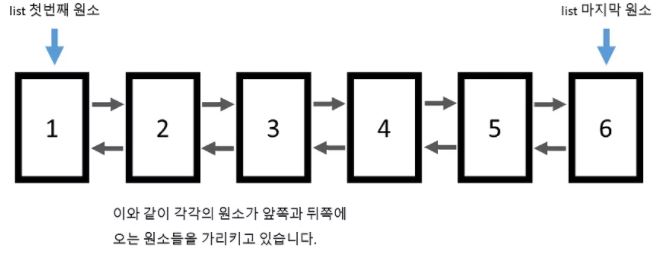 list 첫번째 원소
list 마지막 원소
1 2 3 4 5 6
이와 같이 각각의 원소가 앞쪽과 뒤쪽에
오는 원소들올 가리키고 있습니다.